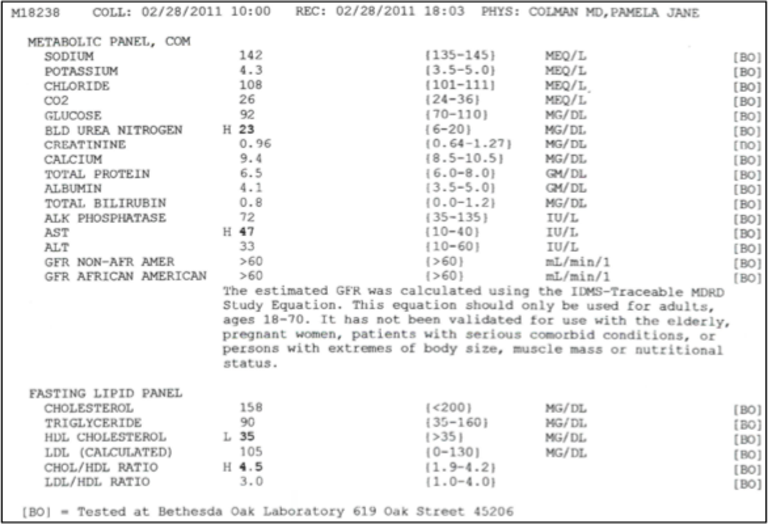 M18238 COLL: 02/28/2011 10:00 REC: 02/28/2011 18:03 PHYS: COLMAN MD,PAMELA JANE
METABOLIC PANEL, COM
SODIUM 142 {135-145} MEQ/L [BO]
POTASSIUM 4.3 {3.5-5.0} MEQ/L [BO]
CHLORIDE 108 {101-111} MEQ/L [BO]
CO2 26 {24-36} MEQ/L [BO]
GLUCOSE 92 {70-110} MG/DL [BO]
BLD UREA NITROGEN H 23 {6-20} MG/DL [BO]
CREATININE 0.96 {0.64-1.27} MG/DL [BO]
CALCIUM 9.4 {8.5-10.5} MG/DL [BO]
TOTAL PROTEIN 6.5 {6.0-8.0} GM/DL [BO]
ALBUMIN 4.1 {3.5-5.0} GM/DL [BO]
TOTAL BILIRUBIN 0.8 {0.0-1.2} MG/DL [BO]
ALK PHOSPHATASE 72 {35-135} IU/L [BO]
AST H 47 {10-40} IU/L [BO]
ALT 33 {10-60} IU/L [BO]
GFR NON-AFR AMER >60 {>60} mL/min/1 [BO]
GFR AFRICAN AMERICAN >60 {>60} mL/min/1 [BO]
The estimated GFR was calculated using the IDMS-Traceable MDRD
Study Equation. This equation should only be used for adults,
ages 18-70. It has not been validated for use with the elderly,
pregnant women, patients with serious comorbid conditions, or
persons with extremes of body size, muscle mass or nutritional
status.
FASTING LIPID PANEL
CHOLESTEROL 158 {<200} MG/DL [BO]
TRIGLYCERIDE 90 {35-160} MG/DL [BO]
HDL CHOLESTEROL L 35 {>35} MG/DL [BO]
LDL (CALCULATED) 105 {0-130} MG/DL [BO]
CHOL/HDL RATIO H 4.5 {1.9-4.2} [BO]
LDL/HDL RATIO 3.0 {1.0-4.0} [BO]
[BO] = Tested at Bethesda Oak Laboratory 619 Oak Street 45206